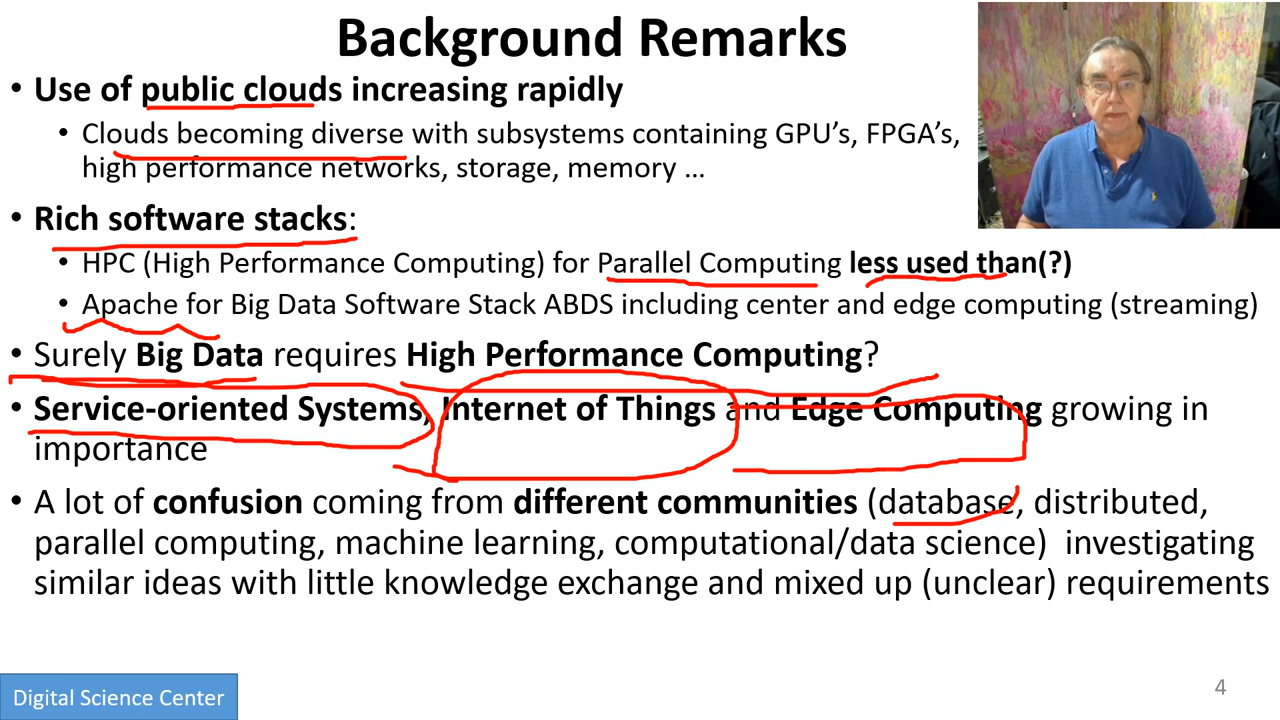 Background Remarks
• Use of public clouds increasing rapidly
• Clouds becoming diverse with subsystems containing GPU's, FPGA's,
high performance networks, storage, memory …
• Rich software stacks:
• HPC (High Performance Computing) for Parallel Computing less used than(?)
• Apache for Big Data Software Stack ABDS including center and edge computing (streaming)
• Surely Big Data requires High Performance Computing?
• Service-oriented Systems, Internet of Things and Edge Computing growing in
importance
• A lot of confusion coming from different communities (database, distributed,
parallel computing, machine learning, computational/data science) investigating
similar ideas with little knowledge exchange and mixed up (unclear) requirements
Digital Science Center
4